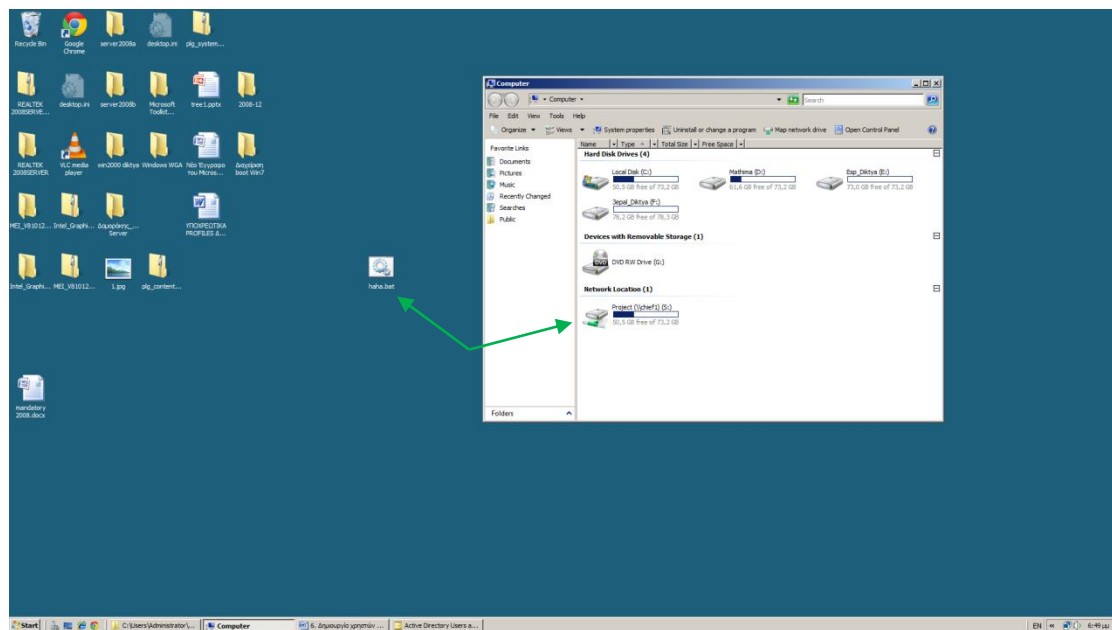 Recycle Bin
Google Chrome
server2008a
desktop.ini
plg_system...
REALTEK 2008SERVE...
desktop.ini
server2008b
Microsoft Toolkit...
tree1.pptx
2008-12
REALTEK 2008SERVER
VLC media player
win2000 diktya
Windows WGA
Νέο Έγγραφο του Micros...
Διαχείριση boot Win7
MEI_V81012...
Intel_Graphi...
Διμορόπης_... Server
ΥΠΟΧΡΕΩΤΙΚΑ PROFILES Δ...
Intel_Graphi...
MEI_V81012...
1.jpg
plg_content...
haha.bat
mandatory 2008.docx
Computer
Computer
Search
File Edit View Tools Help
Organize Views System properties Uninstall or change a program Map network drive Open Control Panel
Favorite Links
Documents
Pictures
Music
Recently Changed
Searches
Public
Folders
Name Type Total Size Free Space
Hard Disk Drives (4)
Local Disk (C:)
50,5 GB free of 73,2 GB
Mathima (D:)
61,6 GB free of 73,2 GB
Esp_Diktya (E:)
73,0 GB free of 73,2 GB
3epal_Diktya (F:)
78,2 GB free of 78,3 GB
Devices with Removable Storage (1)
DVD RW Drive (G:)
Network Location (1)
Project (\\chief1) (S:)
50,5 GB free of 73,2 GB
Start
C:\Users\Administrator\...
Computer
6. Δημιουργία χρηστών ...
Active Directory Users a...
EN
6:49 μμ